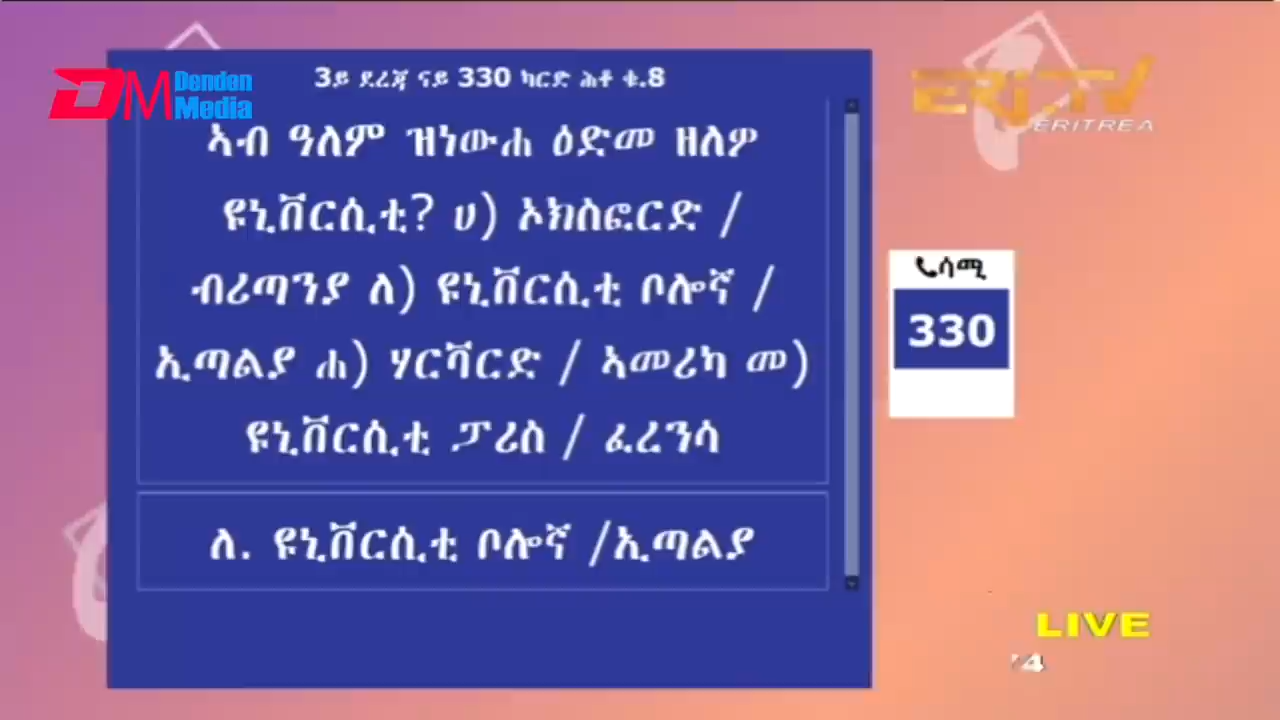 3ይ ደረጃ ናይ 330 ካርድ ሕቶ ቁ.8
DM Denden Media
ERi-TV
ERITREA
ኣብ ዓለም ዝነውሐ ዕድመ ዘለዎ
ዩኒቨርሲቲ? ሀ) ኦክስፎርድ /
ብሪጣንያ ለ) ዩኒቨርሲቲ ቦሎኛ /
ኢጣልያ ሐ) ሃርቫርድ / ኣመሪካ መ)
ዩኒቨርሲቲ ፓሪስ / ፈረንሳ
ሳሚ
330
ለ. ዩኒቨርሲቲ ቦሎኛ /ኢጣልያ
LIVE